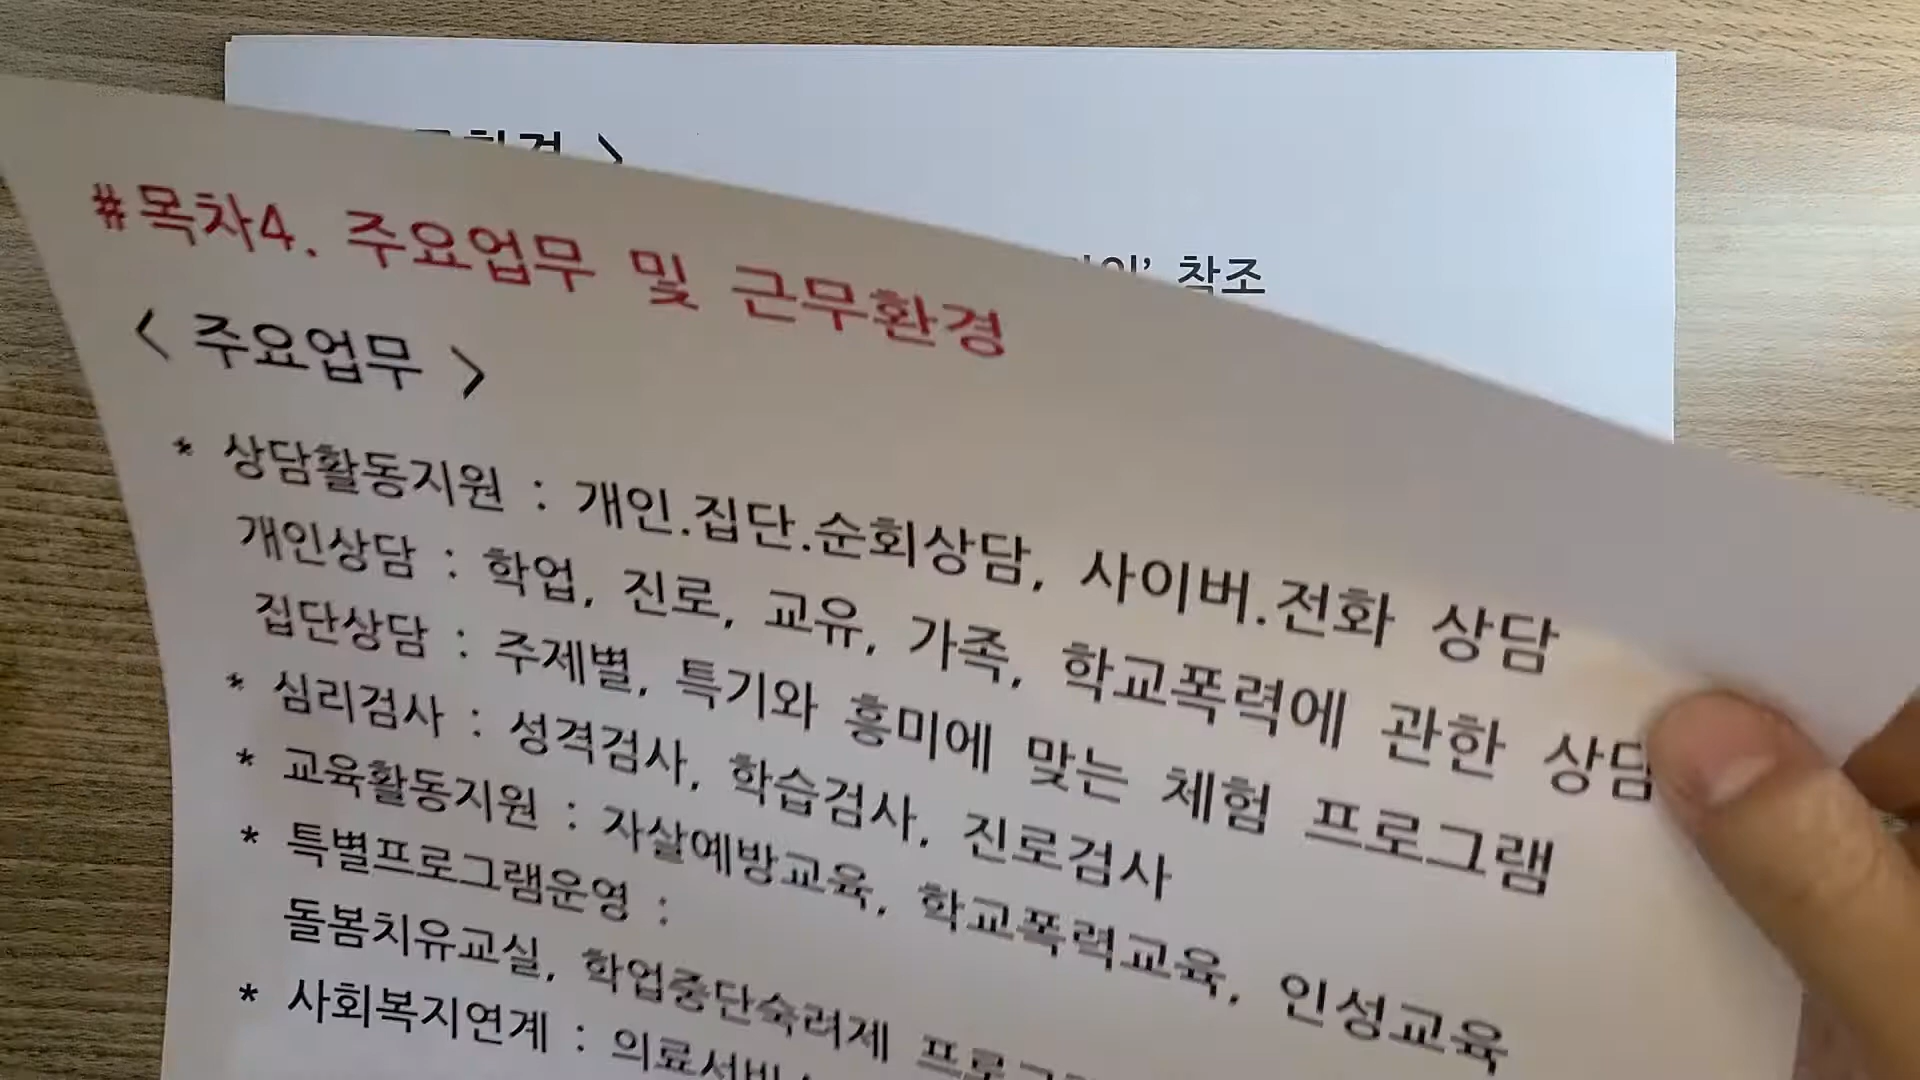 참조
#목차4. 주요업무 및 근무환경
< 주요업무 >
* 상담활동지원 : 개인.집단.순회상담, 사이버.전화 상담
개인상담 : 학업, 진로, 교유, 가족, 학교폭력에 관한 상담
집단상담 : 주제별, 특기와 흥미에 맞는 체험 프로그램
* 심리검사 : 성격검사, 학습검사, 진로검사
* 교육활동지원 : 자살예방교육, 학교폭력교육, 인성교육
* 특별프로그램운영 :
돌봄치유교실, 학업중단숙려제
* 사회복지연계 :